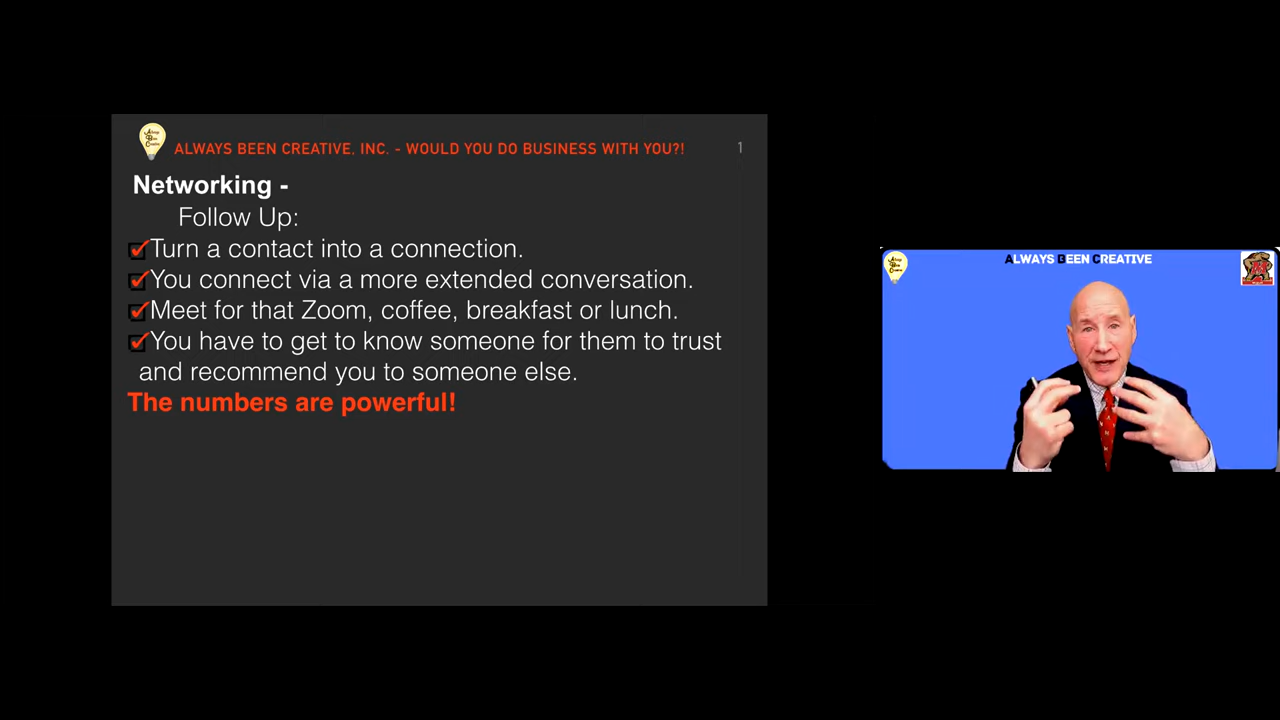 ALWAYS BEEN CREATIVE, INC. - WOULD YOU DO BUSINESS WITH YOU?!
1
Networking -
Follow Up:
Turn a contact into a connection.
You connect via a more extended conversation.
Meet for that Zoom, coffee, breakfast or lunch.
You have to get to know someone for them to trust
and recommend you to someone else.
The numbers are powerful!
ALWAYS BEEN CREATIVE